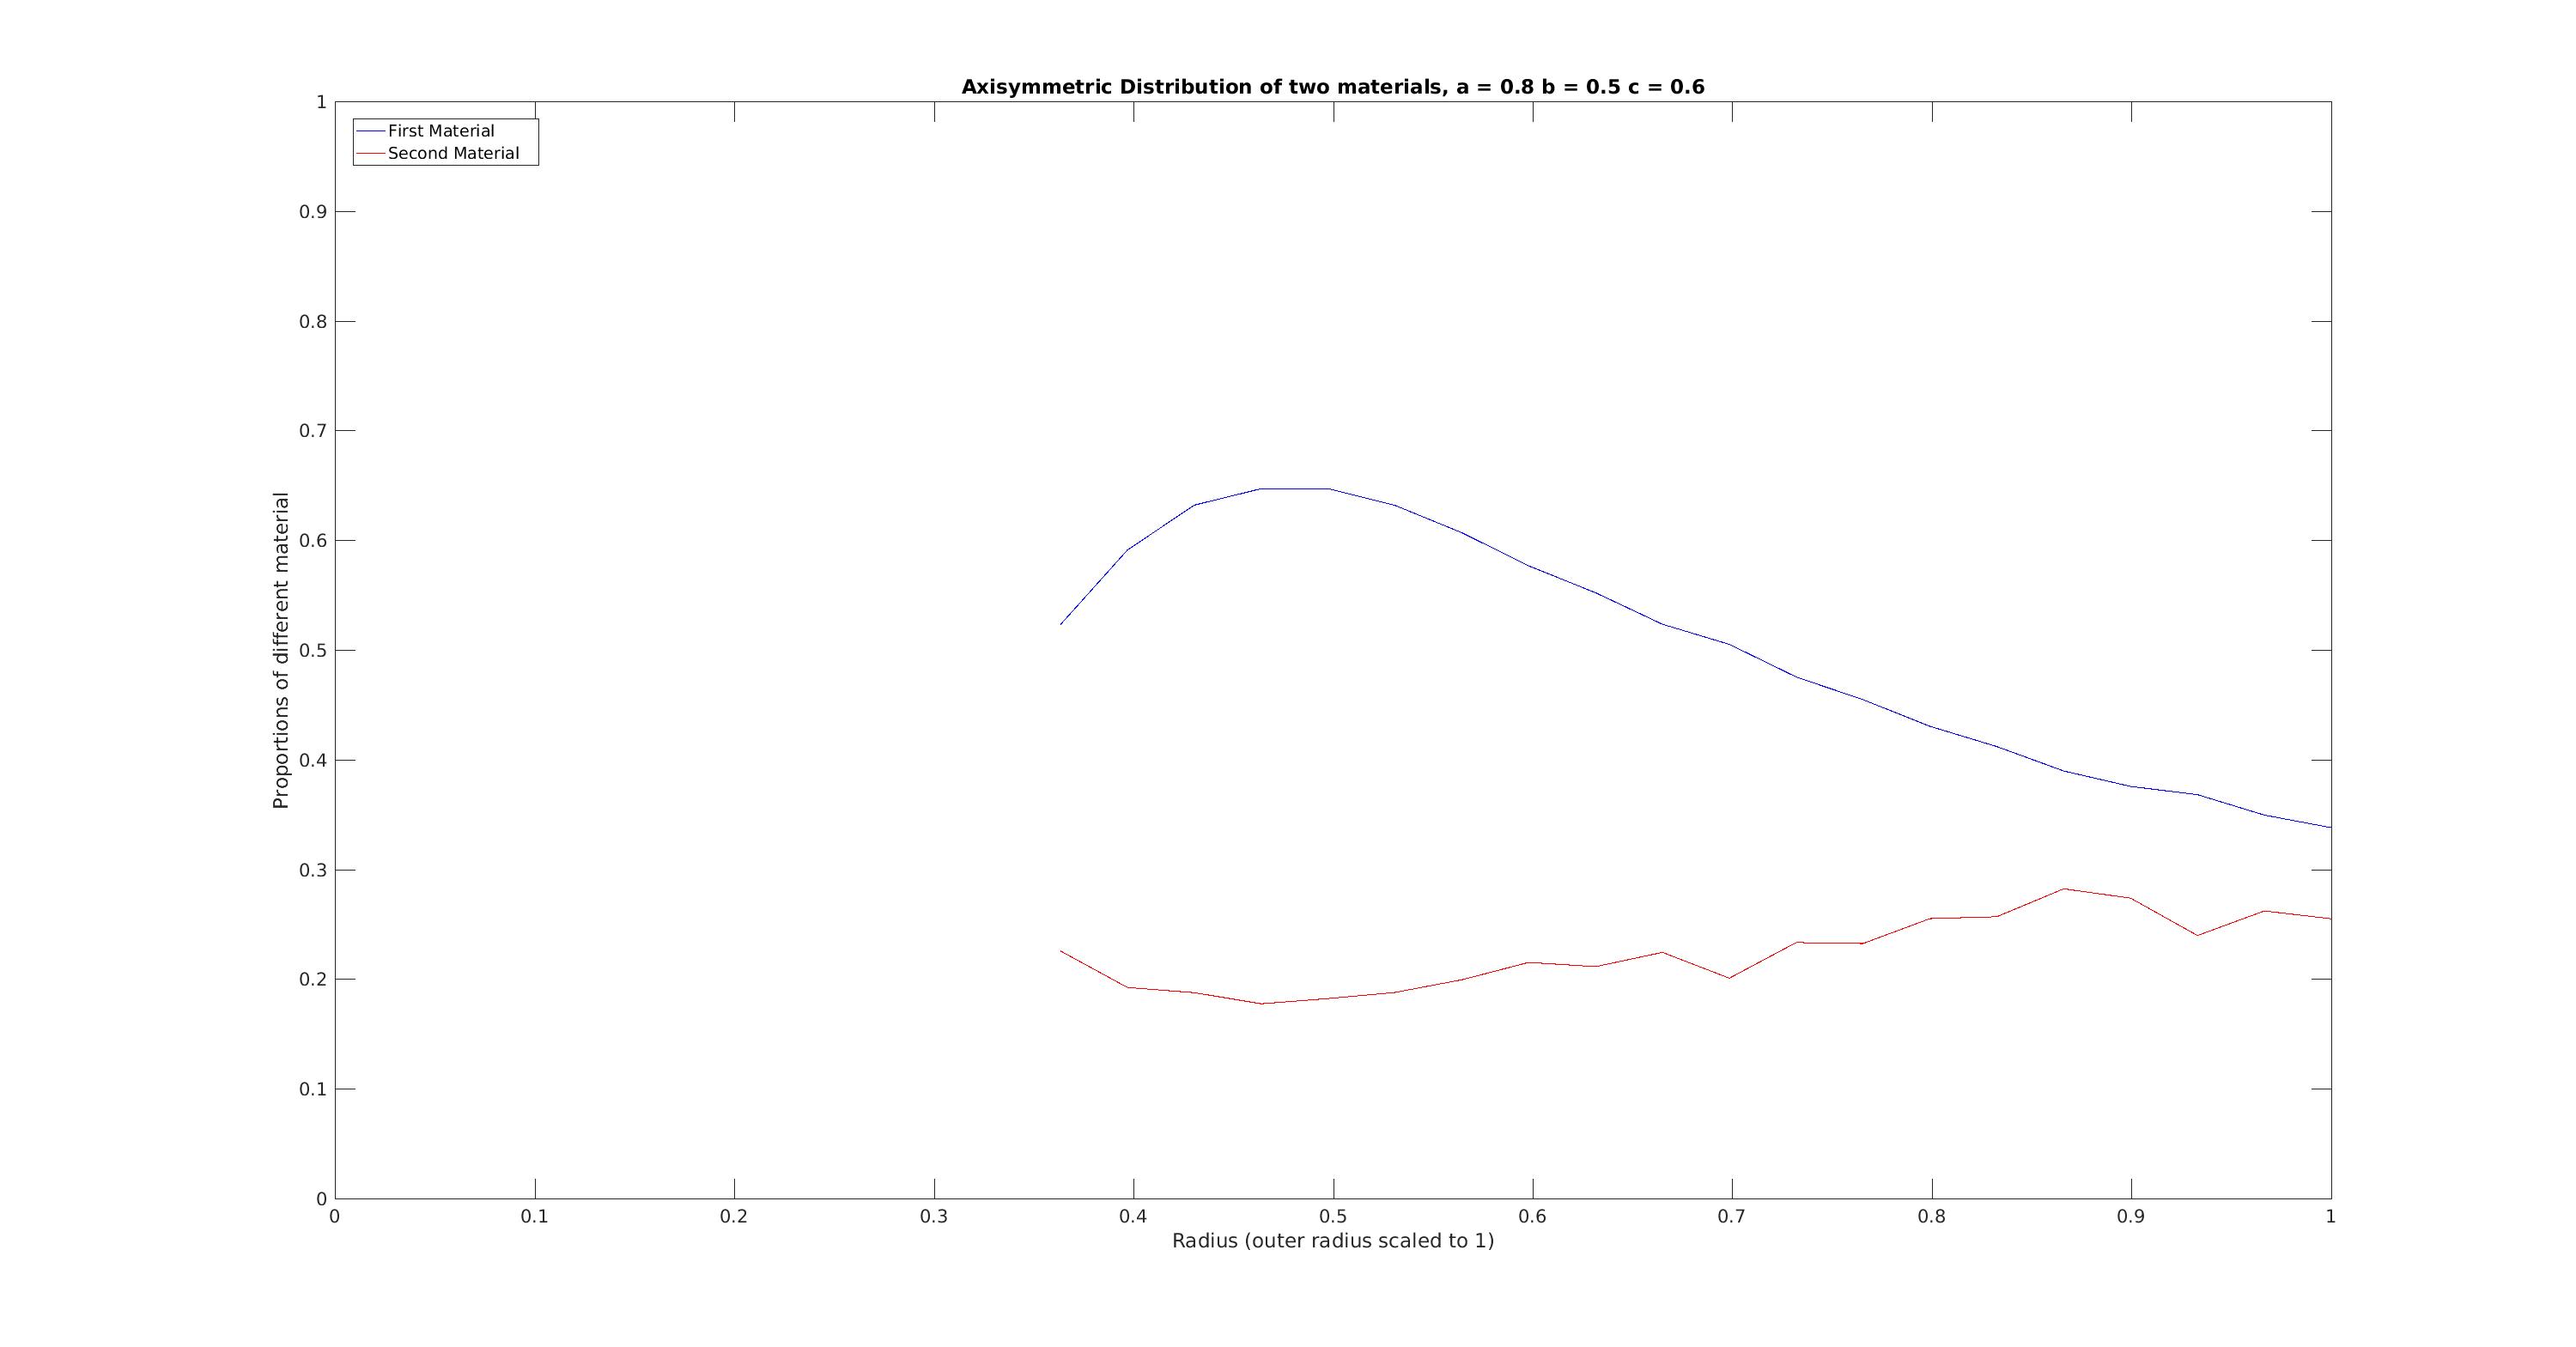 Axisymmetric Distribution of two materials, a = 0.8 b = 0.5 c = 0.6
First Material
Second Material
1
0.9
0.8
0.7
0.6
0.5
0.4
0.3
0.2
0.1
0
Proportions of different material
0 0.1 0.2 0.3 0.4 0.5 0.6 0.7 0.8 0.9 1
Radius (outer radius scaled to 1)